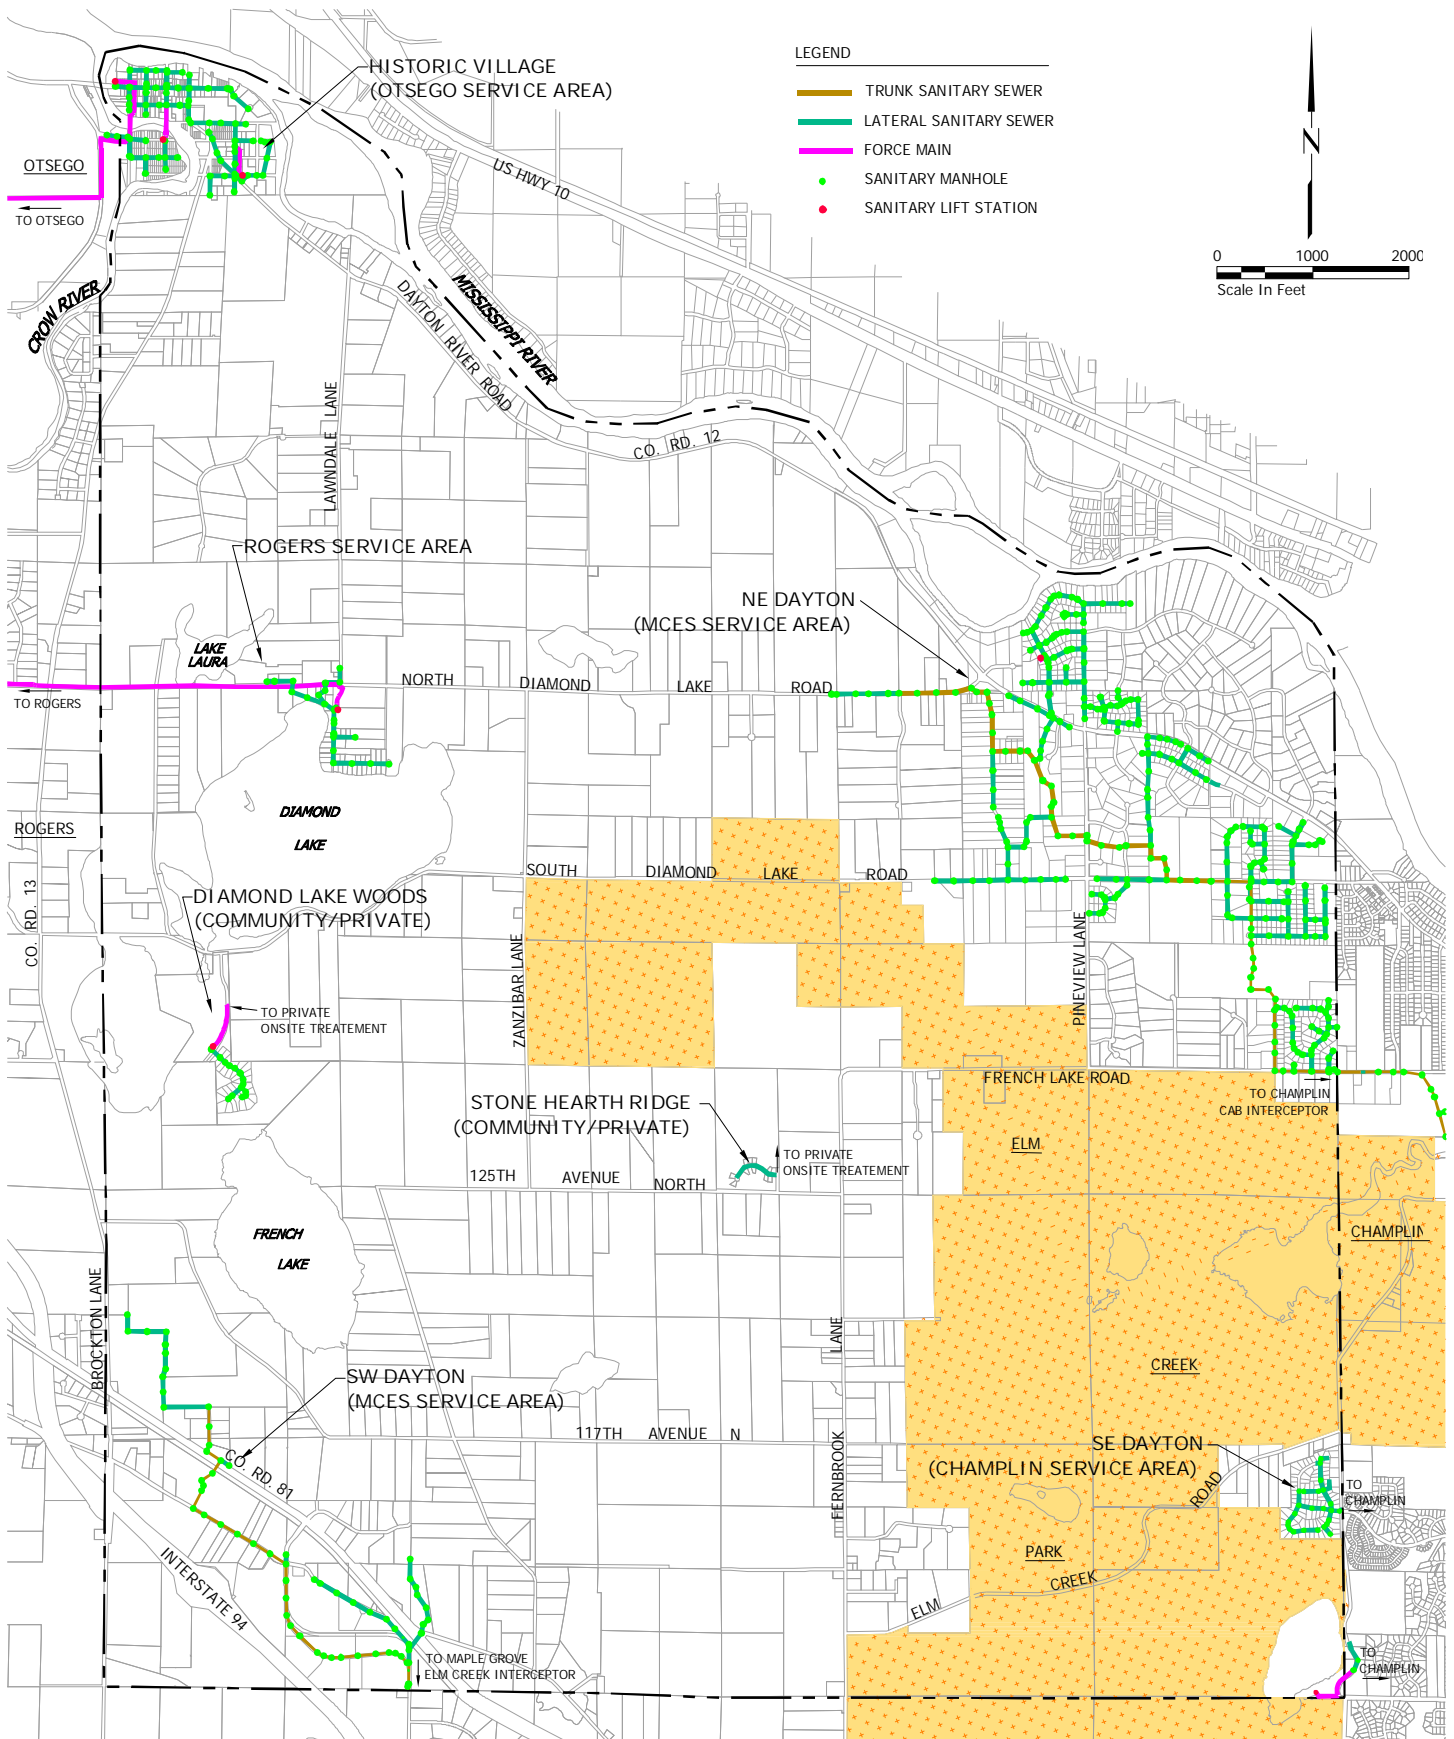 LEGEND
TRUNK SANITARY SEWER
LATERAL SANITARY SEWER
FORCE MAIN
SANITARY MANHOLE
SANITARY LIFT STATION
N
0 1000 2000
Scale In Feet
HISTORIC VILLAGE
(OTSEGO SERVICE AREA)
OTSEGO
TO OTSEGO
US HWY 10
CROW RIVER
MISSISSIPPI RIVER
DAYTON RIVER ROAD
LAWNDALE LANE
CO. RD. 12
ROGERS SERVICE AREA
NE DAYTON
(MCES SERVICE AREA)
LAKE
LAURA
NORTH DIAMOND LAKE ROAD
TO ROGERS
DIAMOND
LAKE
ROGERS
SOUTH DIAMOND LAKE ROAD
CO. RD. 13
DIAMOND LAKE WOODS
(COMMUNITY/PRIVATE)
ZANZIBAR LANE
PINEVIEW LANE
TO PRIVATE
ONSITE TREATEMENT
FRENCH LAKE ROAD
TO CHAMPLIN
CAB INTERCEPTOR
STONE HEARTH RIDGE
(COMMUNITY/PRIVATE)
ELM
TO PRIVATE
ONSITE TREATEMENT
125TH AVENUE NORTH
FRENCH
LAKE
CHAMPLIN
BROCKTON LANE
LANE
CREEK
SW DAYTON
(MCES SERVICE AREA)
117TH AVENUE N
FERNBROOK
SE DAYTON
(CHAMPLIN SERVICE AREA)
CO. RD. 81
TO
CHAMPLIN
INTERSTATE 94
PARK
ELM CREEK ROAD
TO MAPLE GROVE
ELM CREEK INTERCEPTOR
TO
CHAMPLIN